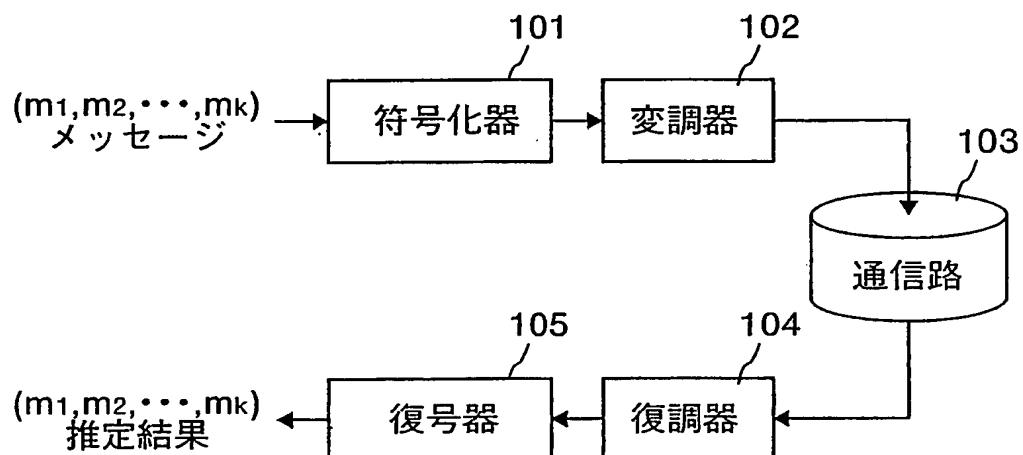 101
102
(m1,m2,・・・,mk)
メッセージ
符号化器
変調器
103
通信路
105
104
(m1,m2,・・・,mk)
推定結果
復号器
復調器